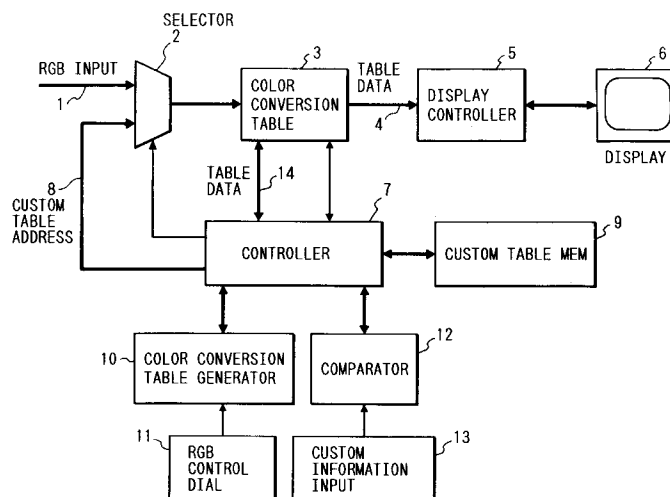 SELECTOR
2
RGB INPUT
1
3
COLOR
CONVERSION
TABLE
TABLE
DATA
4
5
DISPLAY
CONTROLLER
6
DISPLAY
8
CUSTOM
TABLE
ADDRESS
TABLE
DATA
14
7
CONTROLLER
9
CUSTOM TABLE MEM
10
COLOR CONVERSION
TABLE GENERATOR
12
COMPARATOR
11
RGB
CONTROL
DIAL
13
CUSTOM
INFORMATION
INPUT